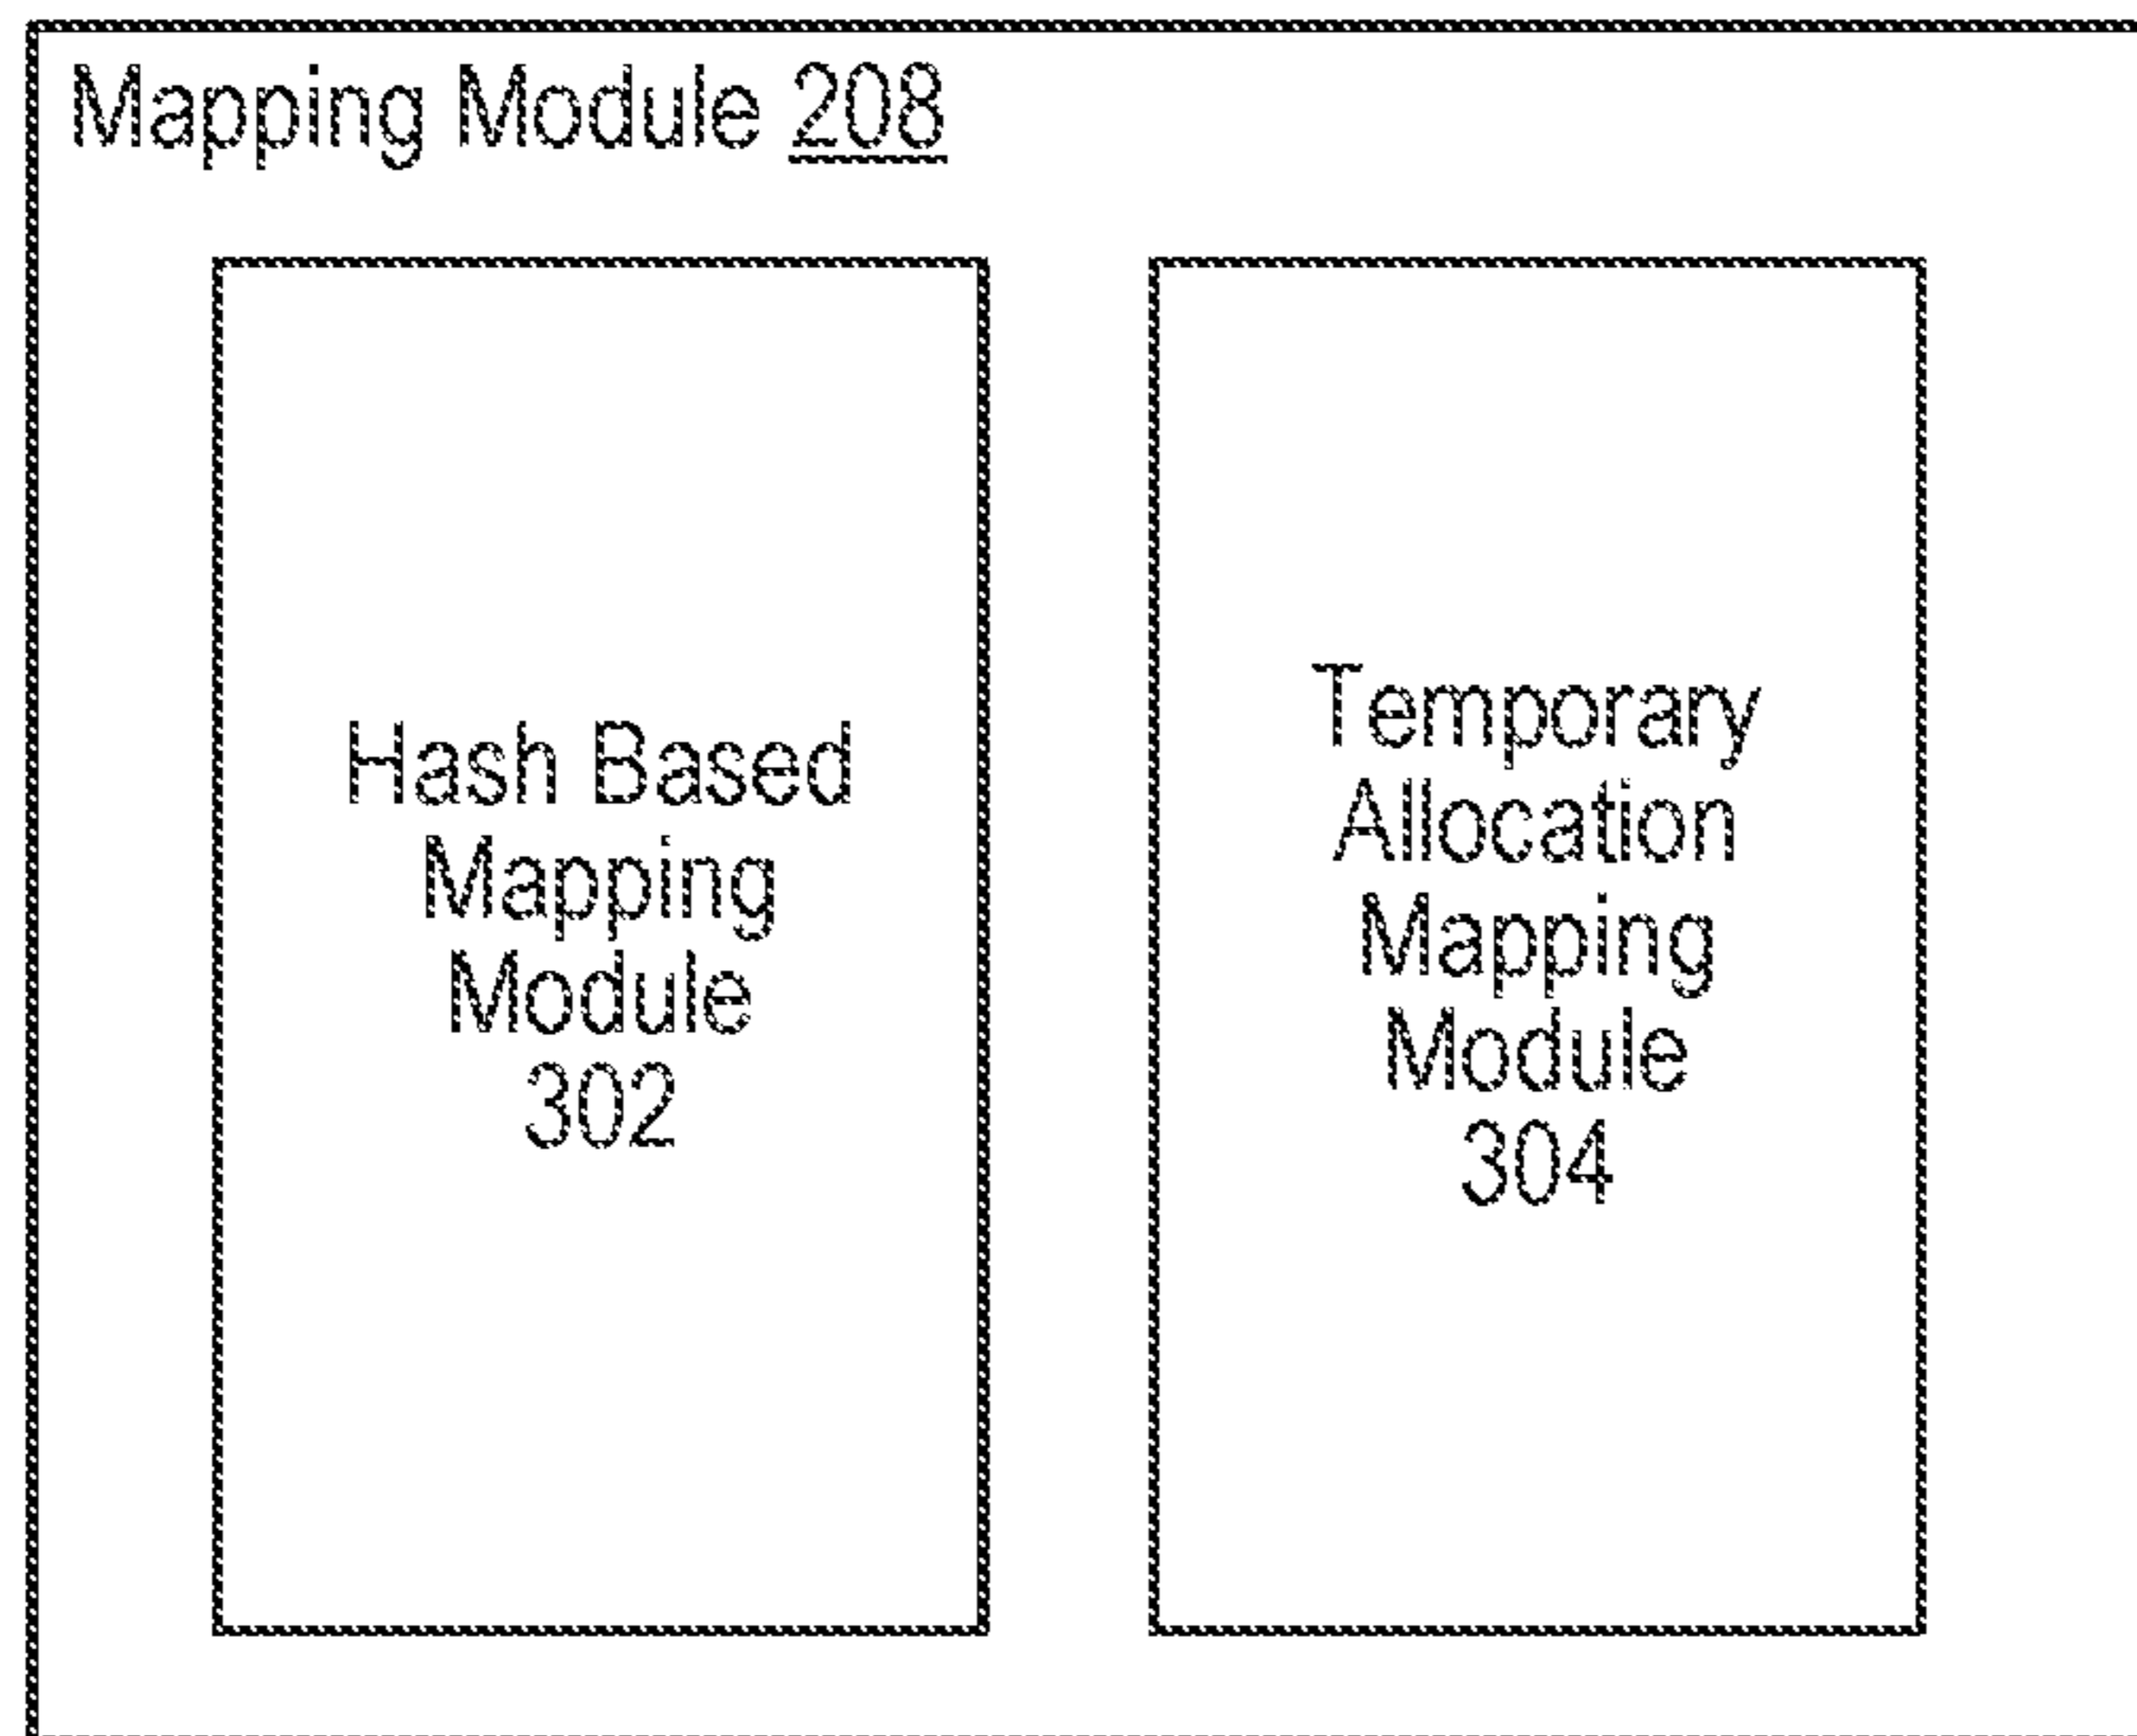 Mapping Module 208
Hash Based
Mapping
Module
302
Temporary
Allocation
Mapping
Module
304